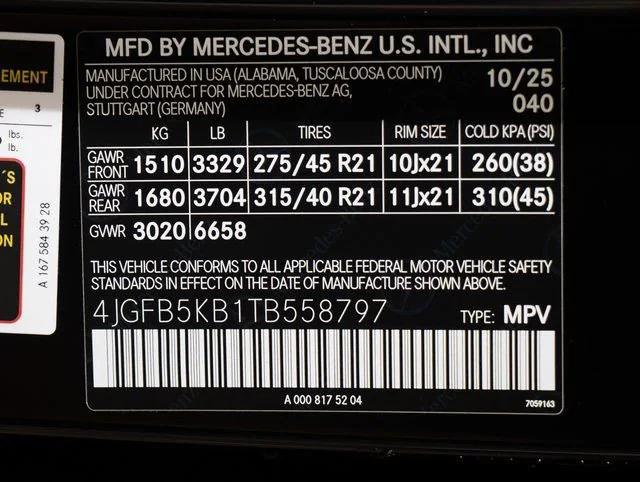 MFD BY MERCEDES-BENZ U.S. INTL., INC
MANUFACTURED IN USA (ALABAMA, TUSCALOOSA COUNTY)
UNDER CONTRACT FOR MERCEDES-BENZ AG,
STUTTGART (GERMANY)
10/25
040
KG LB TIRES RIM SIZE COLD KPA (PSI)
GAWR FRONT 1510 3329 275/45 R21 10Jx21 260(38)
GAWR REAR 1680 3704 315/40 R21 11Jx21 310(45)
GVWR 3020 6658
THIS VEHICLE CONFORMS TO ALL APPLICABLE FEDERAL MOTOR VEHICLE SAFETY
STANDARDS IN EFFECT ON THE DATE OF MANUFACTURE SHOWN ABOVE.
4JGFB5KB1TB558797 TYPE: MPV
A 000 817 52 04
7059163
EMENT
3
lbs.
lb.
A 167 584 39 28